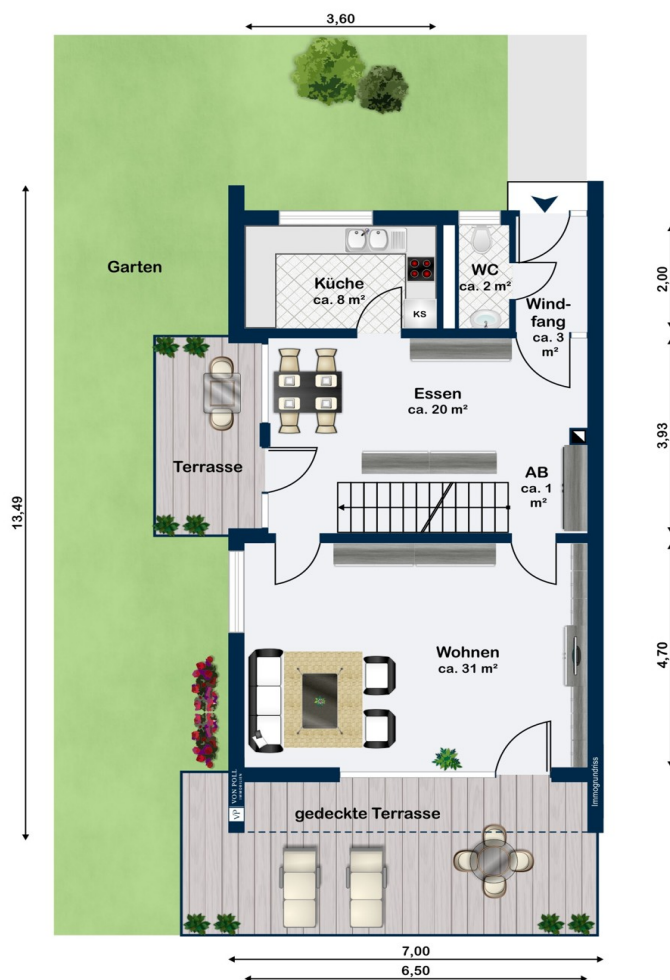 3,60
Garten
Küche
ca. 8 m²
KS
WC
ca. 2 m²
Wind-
fang
ca. 3
m²
2,00
Essen
ca. 20 m²
Terrasse
AB
ca. 1
m²
3,93
13,49
Wohnen
ca. 31 m²
4,70
VP VON POLL
IMMOBILIEN
Immogrundriss
gedeckte Terrasse
7,00
6,50